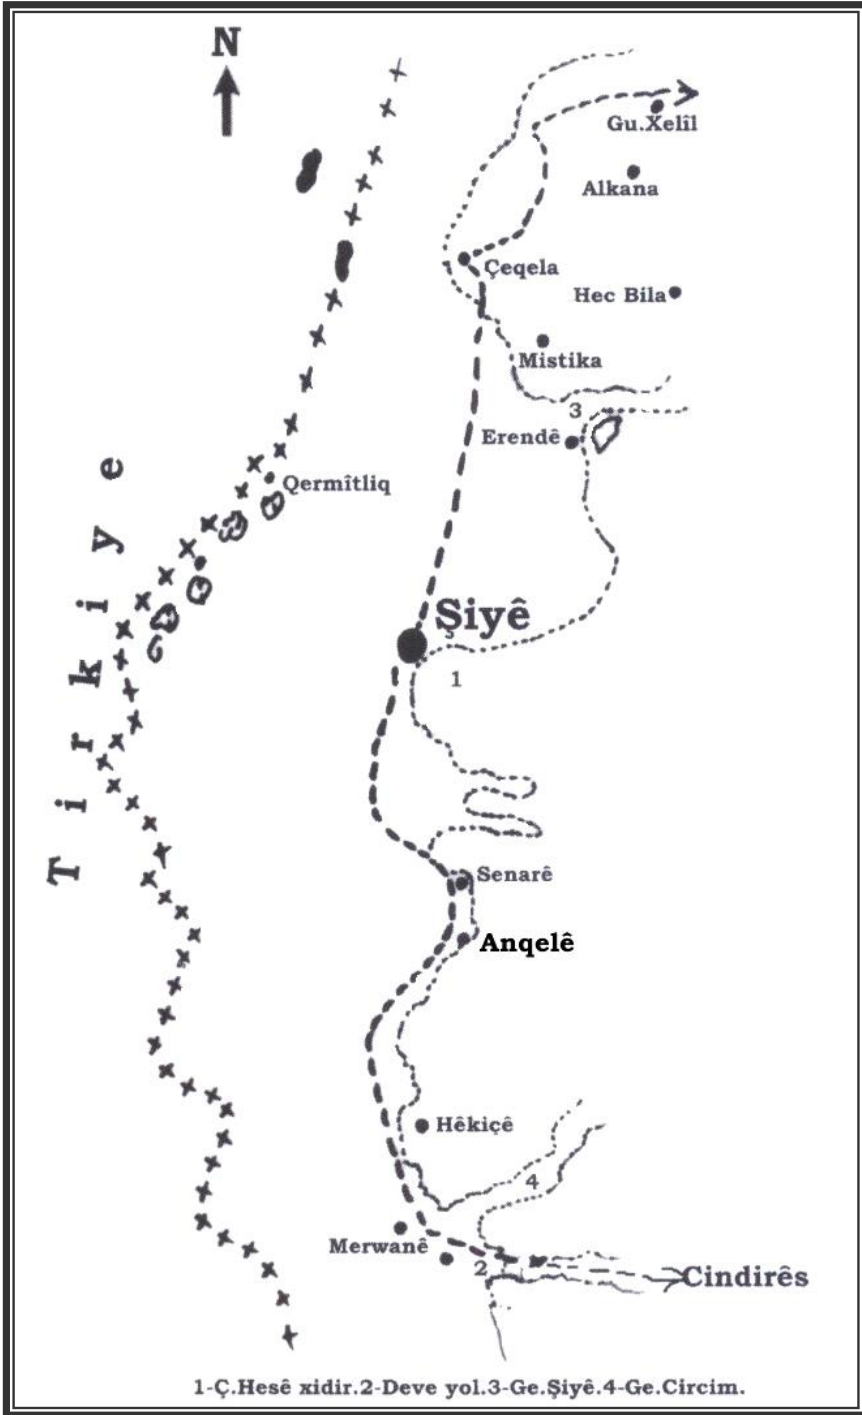 N
Gu.Xelîl
Alkana
Çeqela
Hec Bila
Mistika
3
Erendê
Qermîtliq
Tirkiye
Şiyê
1
Senarê
Anqelê
Hêkiçê
4
Merwanê
2
Cindirês
1-Ç.Hesê xidir.2-Deve yol.3-Ge.Şiyê.4-Ge.Circim.